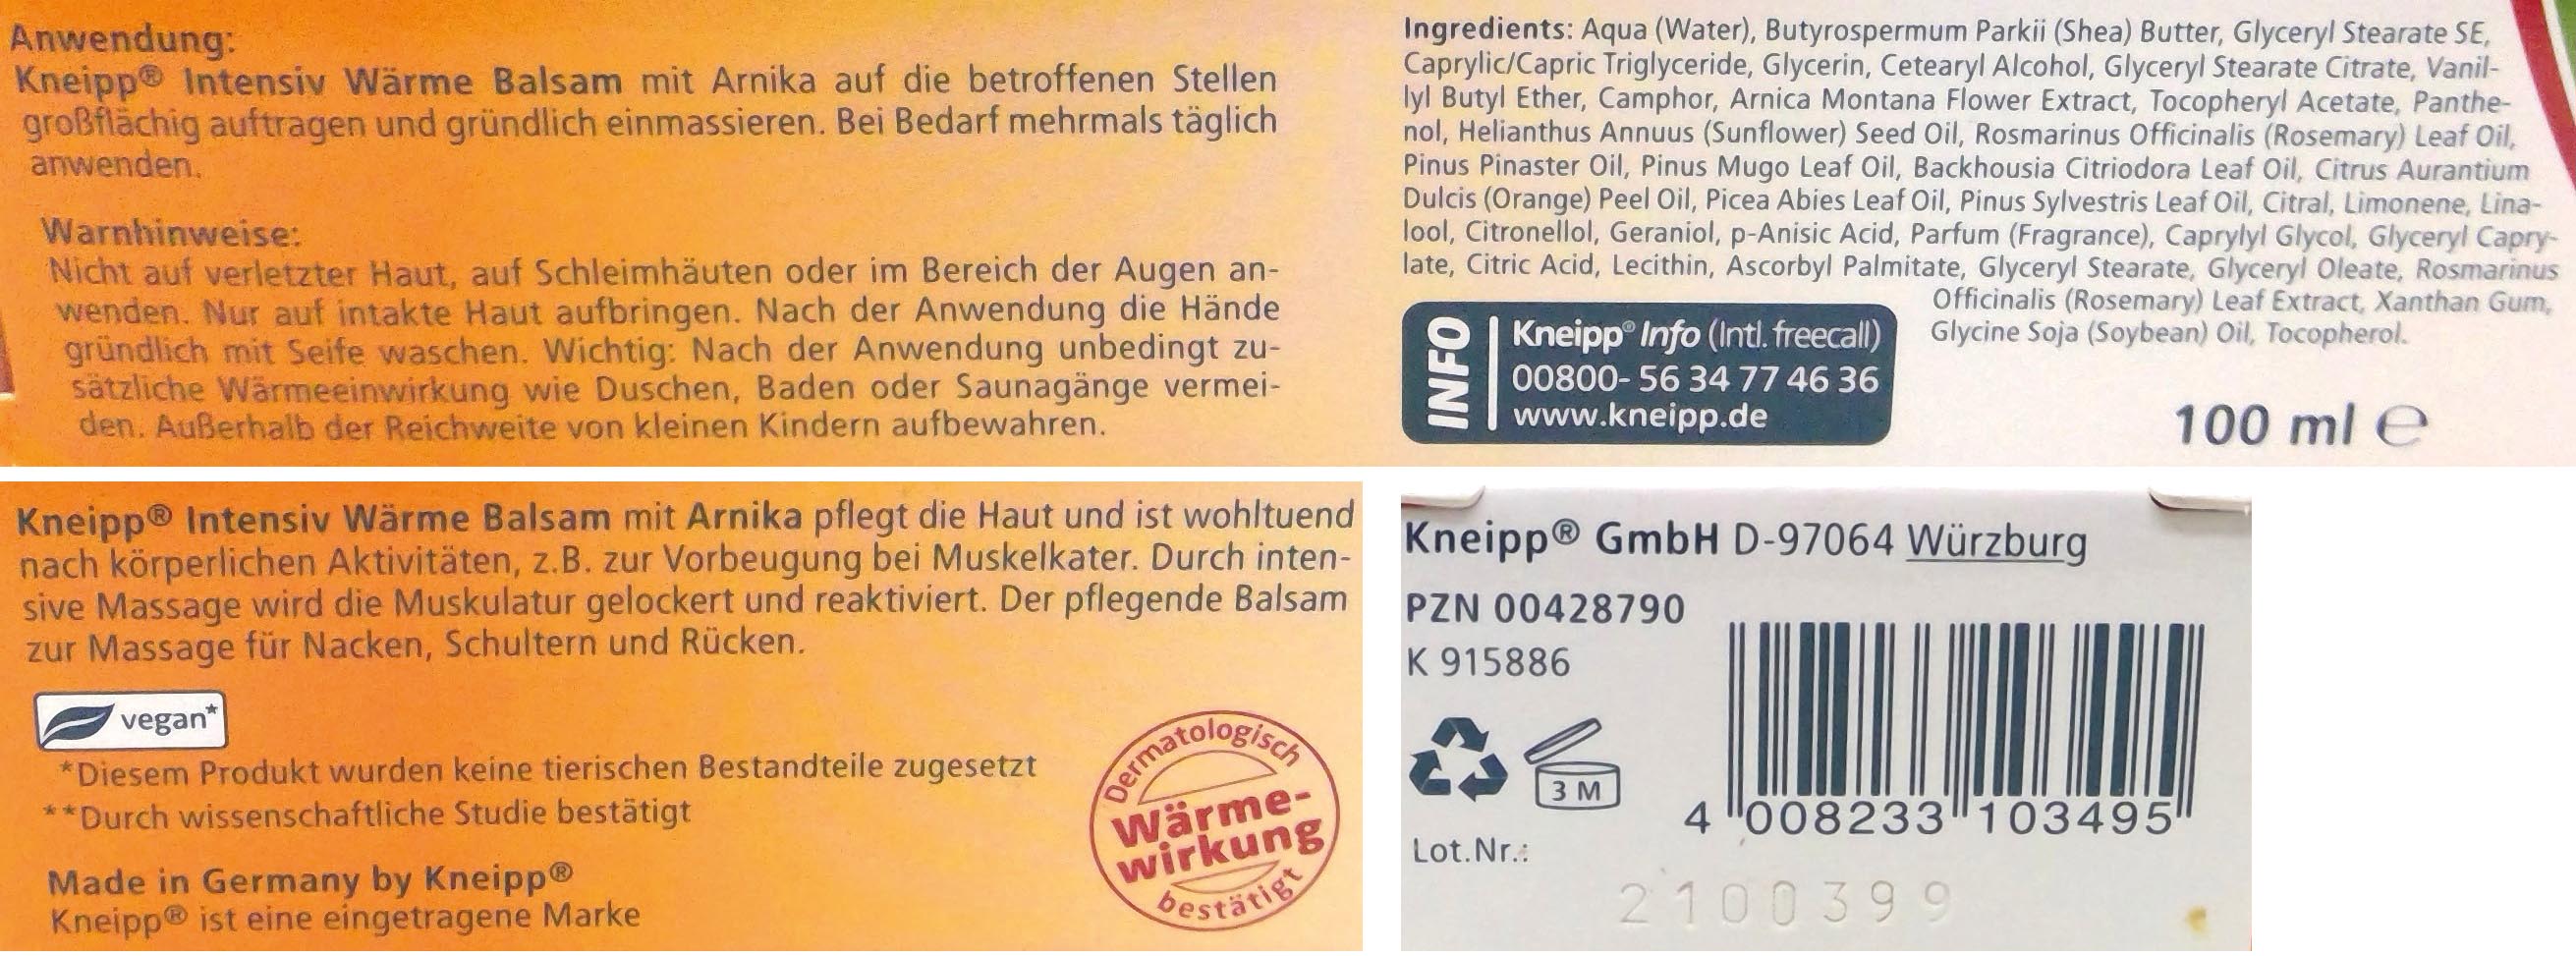 Anwendung:
Kneipp® Intensiv Wärme Balsam mit Arnika auf die betroffenen Stellen
großflächig auftragen und gründlich einmassieren. Bei Bedarf mehrmals täglich
anwenden.
Warnhinweise:
Nicht auf verletzter Haut, auf Schleimhäuten oder im Bereich der Augen an-
wenden. Nur auf intakte Haut aufbringen. Nach der Anwendung die Hände
gründlich mit Seife waschen. Wichtig: Nach der Anwendung unbedingt zu-
sätzliche Wärmeeinwirkung wie Duschen, Baden oder Saunagänge vermei-
den. Außerhalb der Reichweite von kleinen Kindern aufbewahren.
Ingredients: Aqua (Water), Butyrospermum Parkii (Shea) Butter, Glyceryl Stearate SE,
Caprylic/Capric Triglyceride, Glycerin, Cetearyl Alcohol, Glyceryl Stearate Citrate, Vanil-
lyl Butyl Ether, Camphor, Arnica Montana Flower Extract, Tocopheryl Acetate, Panthe-
nol, Helianthus Annuus (Sunflower) Seed Oil, Rosmarinus Officinalis (Rosemary) Leaf Oil,
Pinus Pinaster Oil, Pinus Mugo Leaf Oil, Backhousia Citriodora Leaf Oil, Citrus Aurantium
Dulcis (Orange) Peel Oil, Picea Abies Leaf Oil, Pinus Sylvestris Leaf Oil, Citral, Limonene, Lina-
lool, Citronellol, Geraniol, p-Anisic Acid, Parfum (Fragrance), Caprylyl Glycol, Glyceryl Capry-
late, Citric Acid, Lecithin, Ascorbyl Palmitate, Glyceryl Stearate, Glyceryl Oleate, Rosmarinus
Officinalis (Rosemary) Leaf Extract, Xanthan Gum,
Glycine Soja (Soybean) Oil, Tocopherol.
INFO
Kneipp® Info (Intl. freecall)
00800- 56 34 77 46 36
www.kneipp.de
100 ml ℮
Kneipp® Intensiv Wärme Balsam mit Arnika pflegt die Haut und ist wohltuend
nach körperlichen Aktivitäten, z.B. zur Vorbeugung bei Muskelkater. Durch inten-
sive Massage wird die Muskulatur gelockert und reaktiviert. Der pflegende Balsam
zur Massage für Nacken, Schultern und Rücken.
vegan*
*Diesem Produkt wurden keine tierischen Bestandteile zugesetzt
**Durch wissenschaftliche Studie bestätigt
Made in Germany by Kneipp®
Kneipp® ist eine eingetragene Marke
Dermatologisch
Wärme-
wirkung
bestätigt
Kneipp® GmbH D-97064 Würzburg
PZN 00428790
K 915886
3 M
4 008233 103495
Lot.Nr.:
2100399